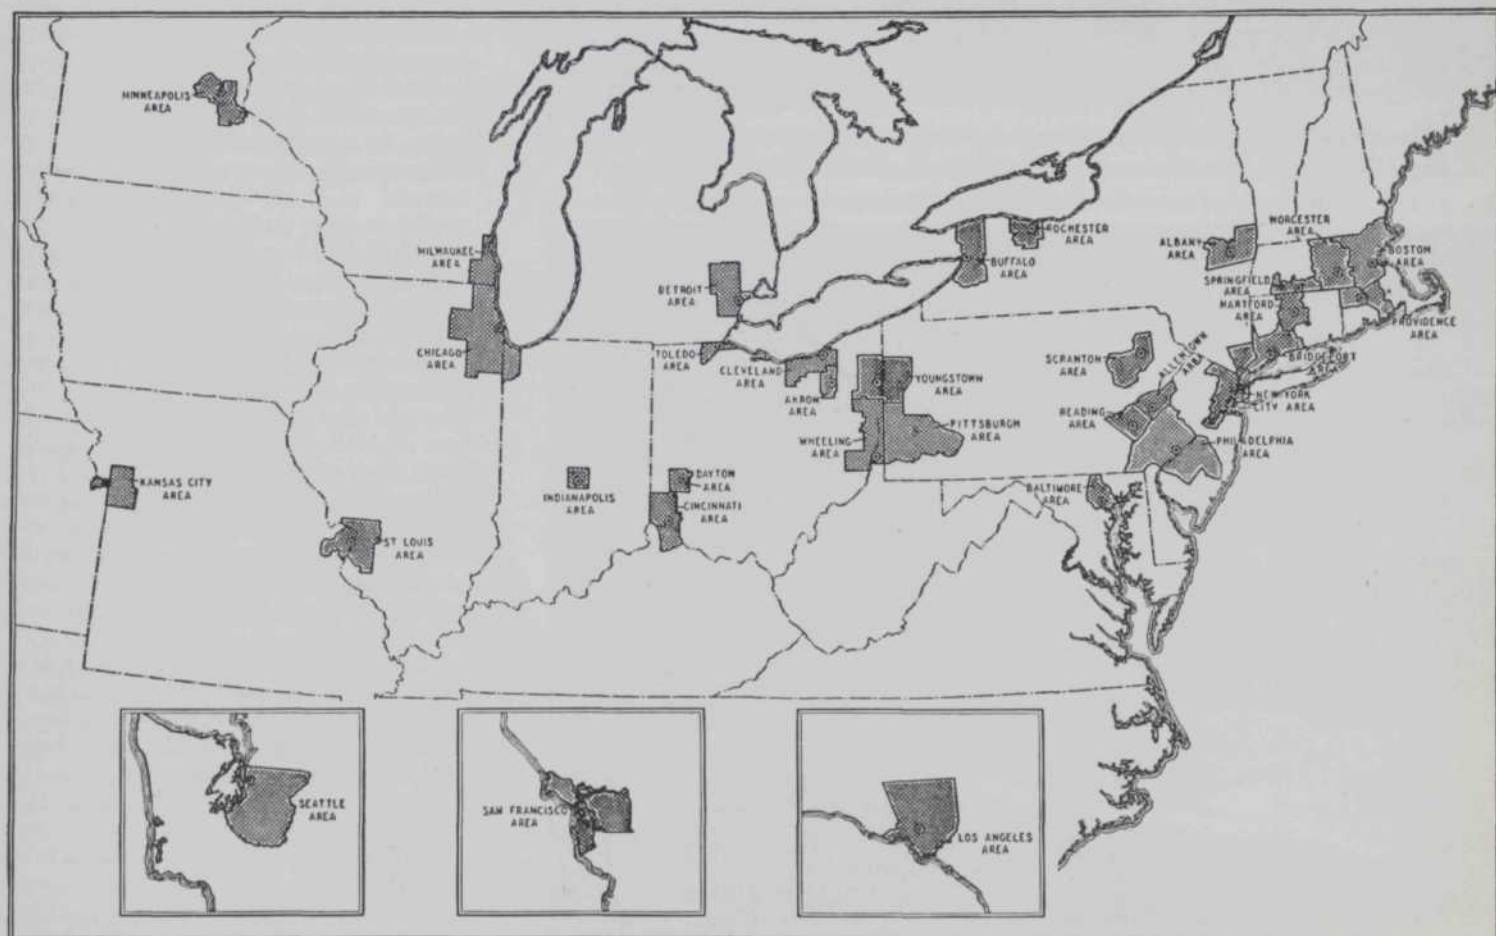 MINNEAPOLIS
AREA
MILWAUKEE
AREA
CHICAGO
AREA
DETROIT
AREA
TOLEDO
AREA
CLEVELAND
AREA
AKRON
AREA
YOUNGSTOWN
AREA
PITTSBURGH
AREA
WHEELING
AREA
BUFFALO
AREA
ROCHESTER
AREA
ALBANY
AREA
WORCESTER
AREA
BOSTON
AREA
SPRINGFIELD
AREA
HARTFORD
AREA
PROVIDENCE
AREA
BRIDGEPORT
AREA
SCRANTON
AREA
ALLENTOWN
AREA
NEW YORK
CITY AREA
READING
AREA
PHILADELPHIA
AREA
BALTIMORE
AREA
KANSAS CITY
AREA
ST LOUIS
AREA
INDIANAPOLIS
AREA
DAYTON
AREA
CINCINNATI
AREA
SEATTLE
AREA
SAN FRANCISCO
AREA
LOS ANGELES
AREA